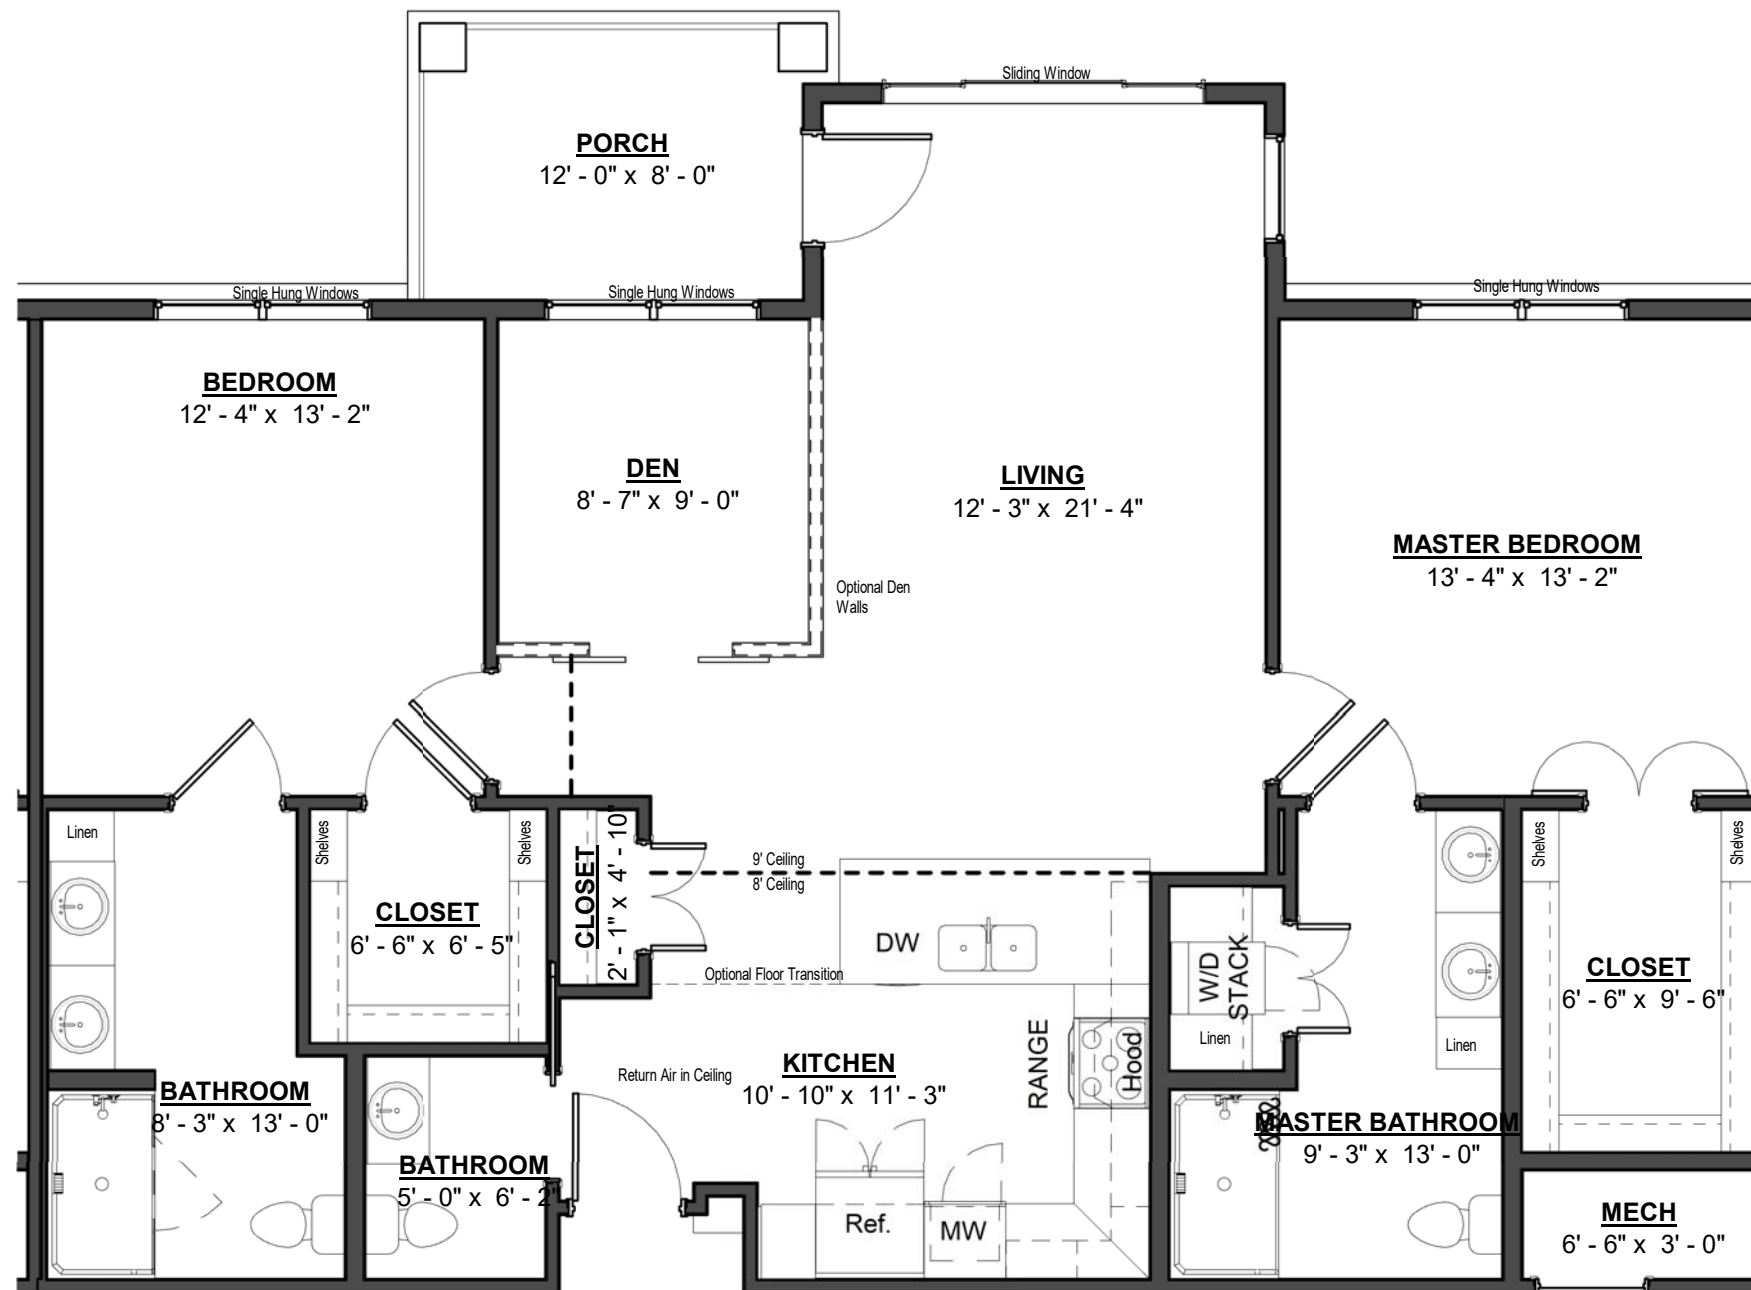 Sliding Window
PORCH
12' - 0" x 8' - 0"
Single Hung Windows
Single Hung Windows
Single Hung Windows
BEDROOM
12' - 4" x 13' - 2"
DEN
8' - 7" x 9' - 0"
LIVING
12' - 3" x 21' - 4"
MASTER BEDROOM
13' - 4" x 13' - 2"
Optional Den
Walls
Linen
Shelves
Shelves
CLOSET
6' - 6" x 6' - 5"
CLOSET
2' - 1" x 4' - 10"
9' Ceiling
8' Ceiling
DW
Optional Floor Transition
W/D
STACK
Linen
Linen
Shelves
Shelves
CLOSET
6' - 6" x 9' - 6"
RANGE
Hood
Return Air in Ceiling
KITCHEN
10' - 10" x 11' - 3"
BATHROOM
8' - 3" x 13' - 0"
BATHROOM
5' - 0" x 6' - 2"
MASTER BATHROOM
9' - 3" x 13' - 0"
Ref.
MW
MECH
6' - 6" x 3' - 0"